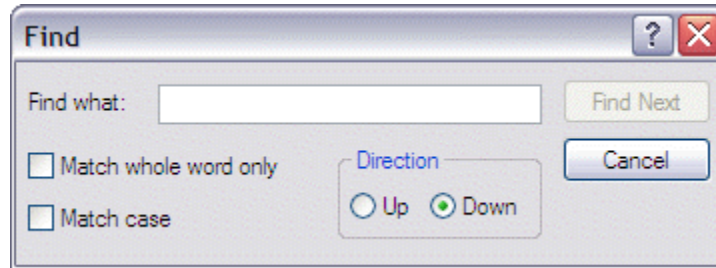 Find
?
Find what:
Find Next
Match whole word only
Direction
Cancel
Match case
Up
Down